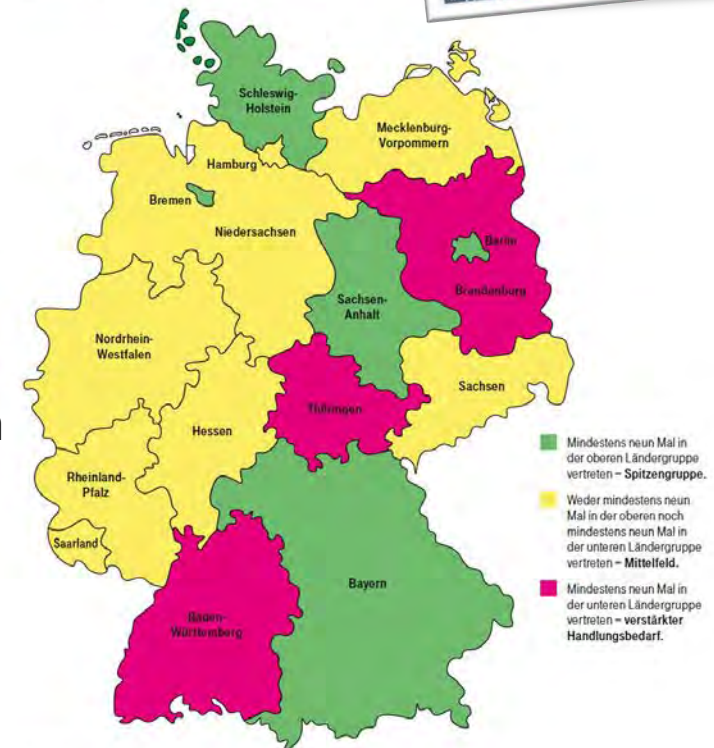 Schleswig-
Holstein
Mecklenburg-
Vorpommern
Hamburg
Bremen
Niedersachsen
Berlin
Brandenburg
Sachsen-
Anhalt
Nordrhein-
Westfalen
Sachsen
Thüringen
Hessen
Rheinland-
Pfalz
Saarland
Bayern
Baden-
Württemberg
Mindestens neun Mal in
der oberen Ländergruppe
vertreten = Spitzengruppe.
Weder mindestens neun
Mal in der oberen noch
mindestens neun Mal in
der unteren Ländergruppe
vertreten = Mittelfeld.
Mindestens neun Mal in
der unteren Ländergruppe
vertreten = verstärkter
Handlungsbedarf.